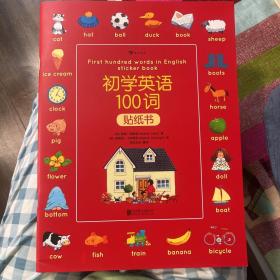 cat
hat
ball
duck
book
sheep
First hundred words in English
sticker book
初学英语
100词
贴纸书
ice cream
boots
clock
horse
pig
apple
flower
doll
bottom
boat
cow
fish
train
banana
bicycle